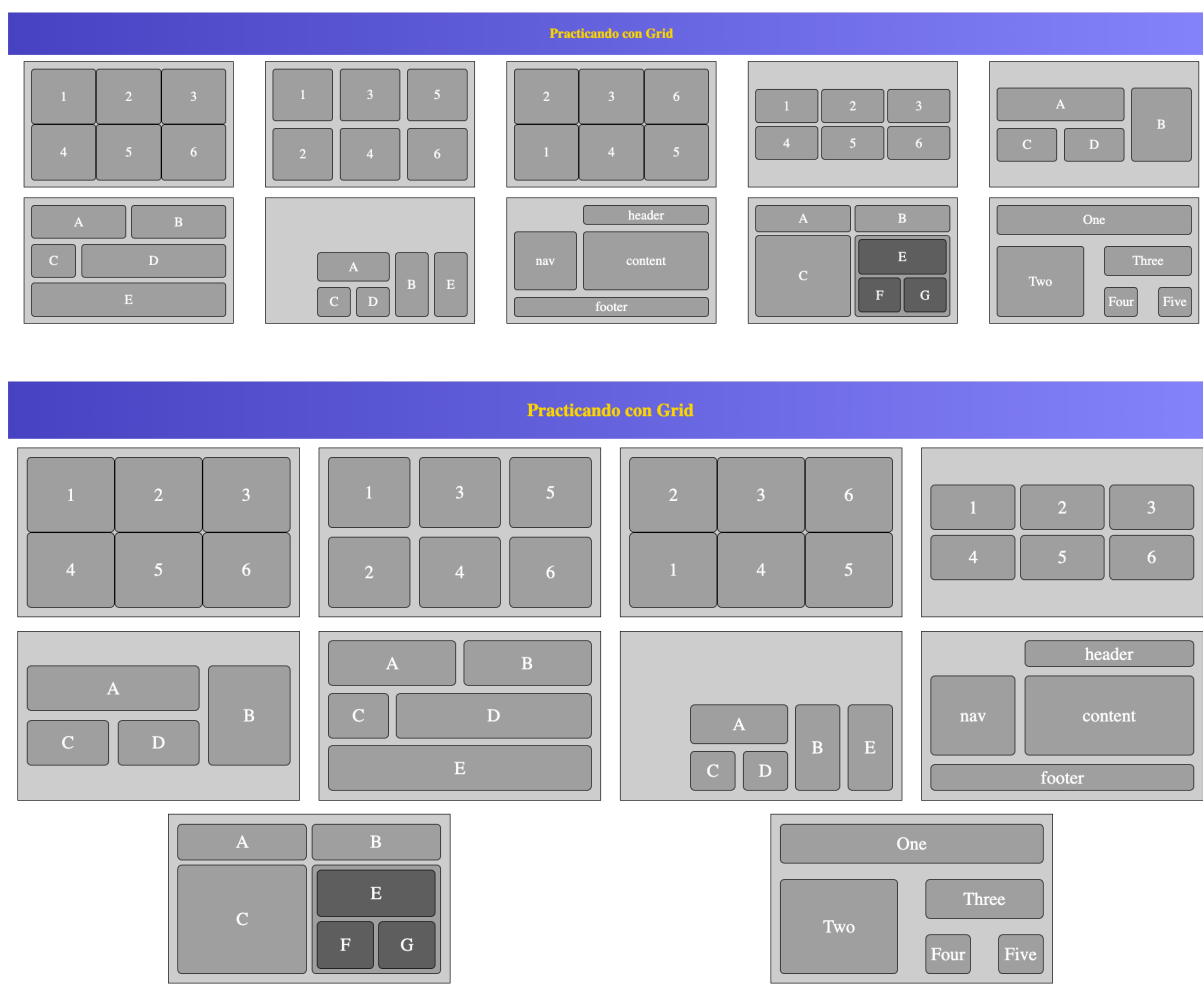 Practicando con Grid
1 2 3 1 3 5 2 3 6 1 2 3 A B
4 5 6 2 4 6 1 4 5 4 5 6 C D
A B header A B One
C D A B E nav content C E Two Three
E C D footer F G Four Five
Practicando con Grid
1 2 3 1 3 5 2 3 6 1 2 3
4 5 6 2 4 6 1 4 5 4 5 6
A B A B A B E header
C D C D C D nav content
E footer
A B One
C E Two Three
F G Four Five